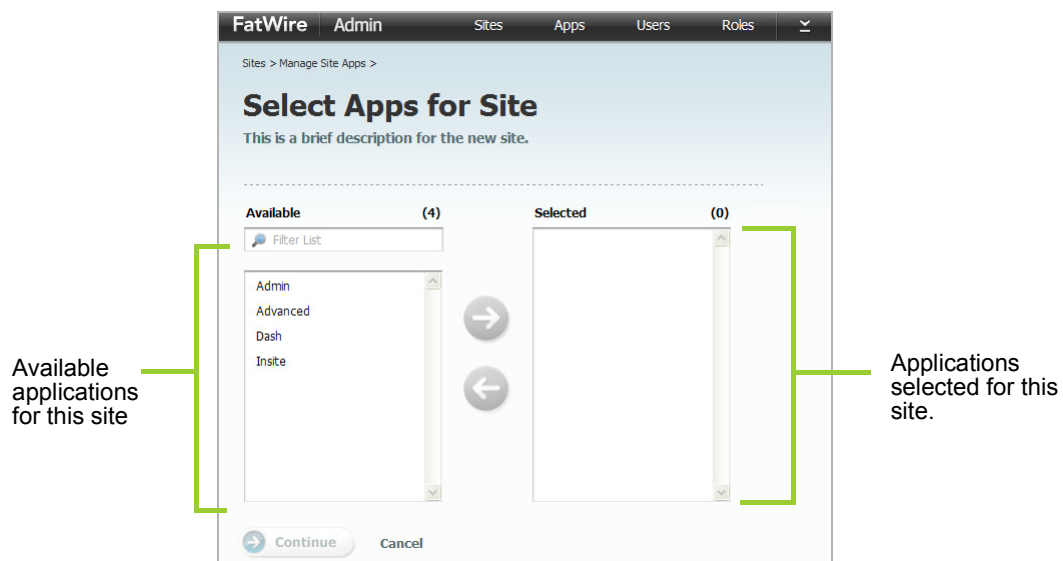 FatWire Admin Sites Apps Users Roles
Sites > Manage Site Apps >
Select Apps for Site
This is a brief description for the new site.
Available (4) Selected (0)
Filter List
Admin
Advanced
Dash
Insite
Available
applications
for this site
Applications
selected for this
site.
Continue Cancel